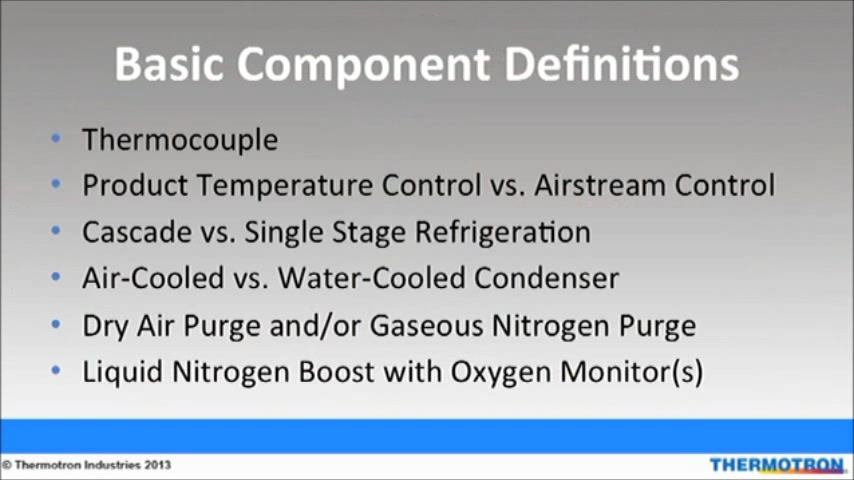 Basic Component Definitions
• Thermocouple
• Product Temperature Control vs. Airstream Control
• Cascade vs. Single Stage Refrigeration
• Air-Cooled vs. Water-Cooled Condenser
• Dry Air Purge and/or Gaseous Nitrogen Purge
• Liquid Nitrogen Boost with Oxygen Monitor(s)
© Thermotron Industries 2013
THERMOTRON